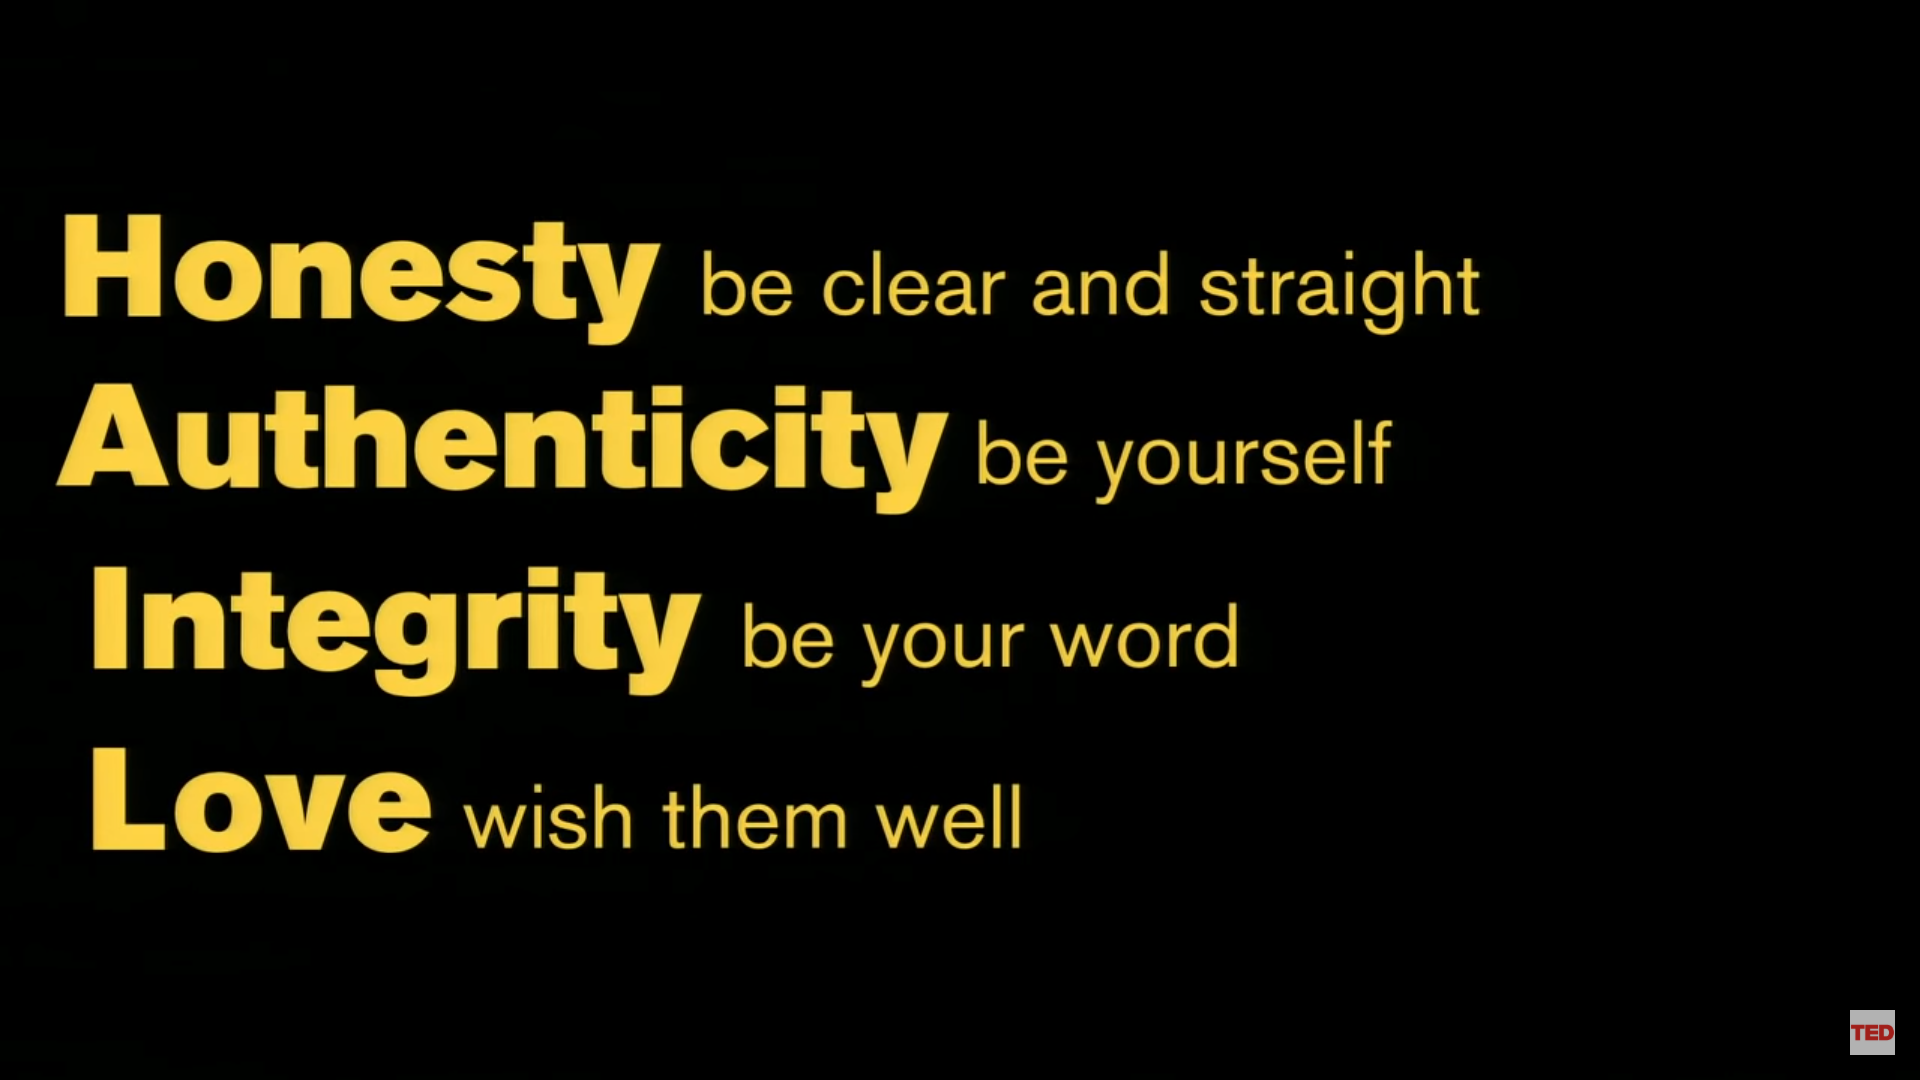 Honesty be clear and straight
Authenticity be yourself
Integrity be your word
Love wish them well
TED